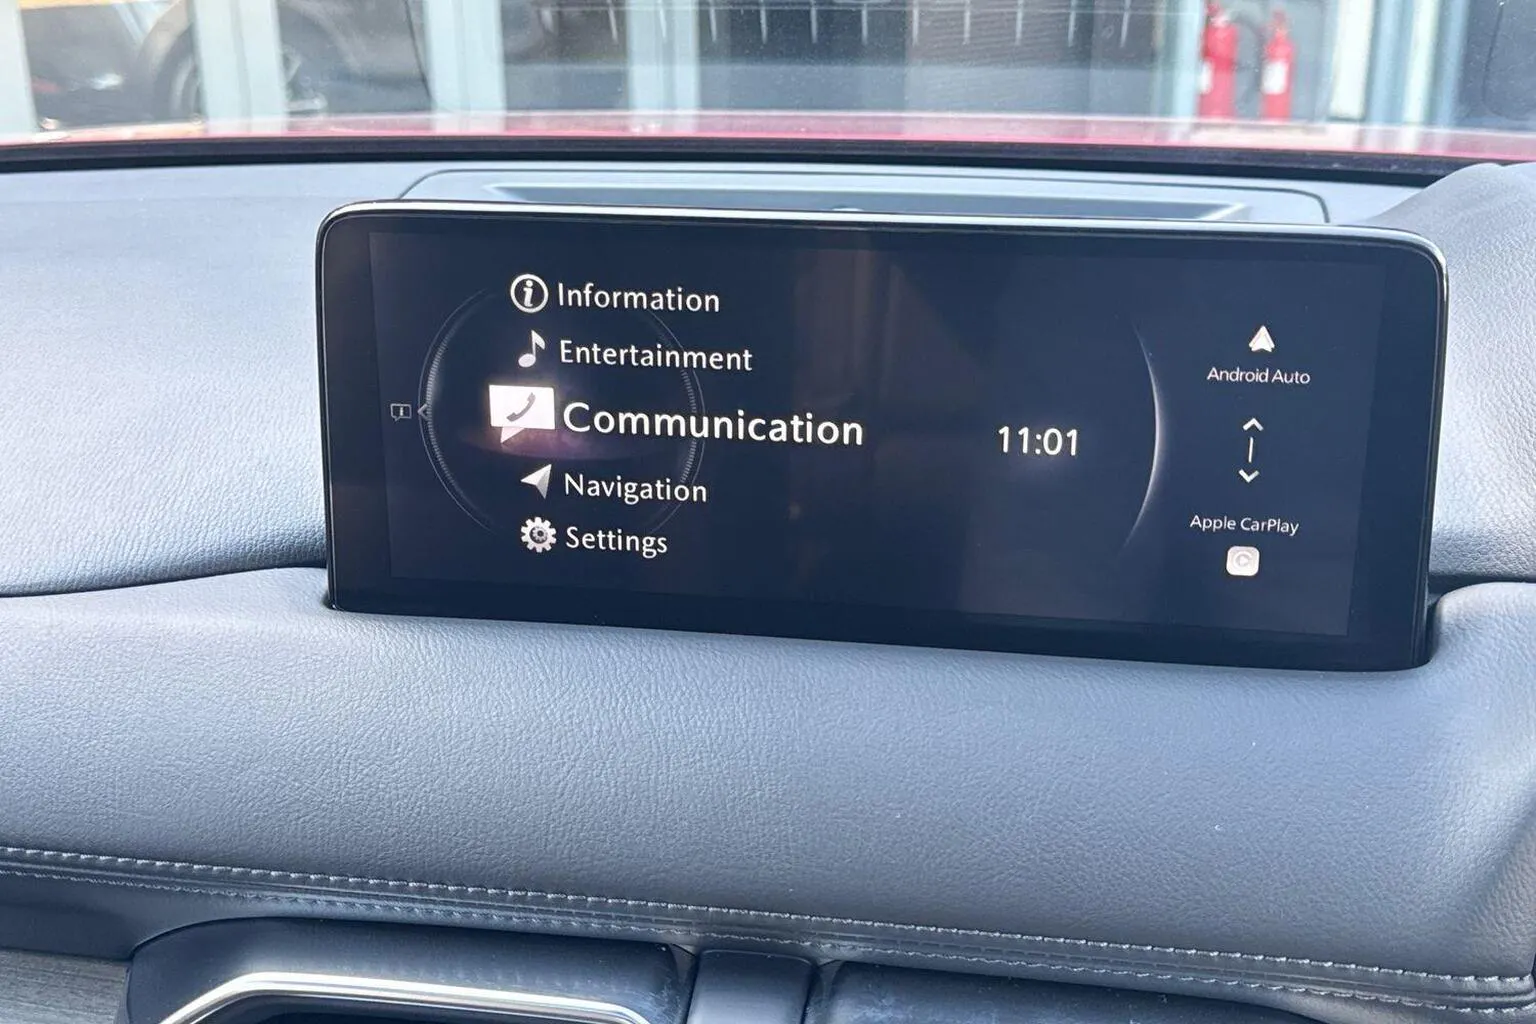 Information
Entertainment
Communication
Navigation
Settings
11:01
Android Auto
Apple CarPlay